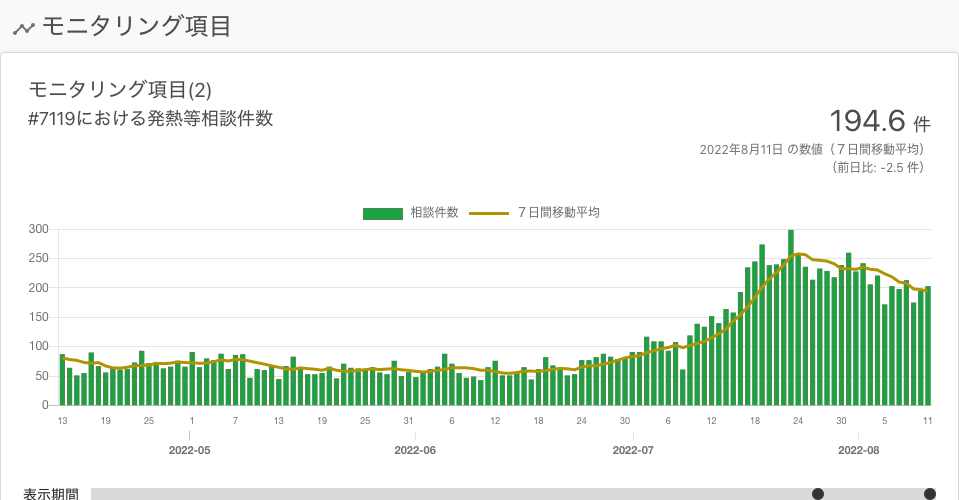 モニタリング項目
モニタリング項目(2)
#7119における発熱等相談件数
194.6 件
2022年8月11日 の数値（７日間移動平均）
（前日比: -2.5 件）
相談件数 ７日間移動平均
300
250
200
150
100
50
0
13 19 25 1 7 13 19 25 31 6 12 18 24 30 6 12 18 24 30 5 11
2022-05 2022-06 2022-07 2022-08
表示期間